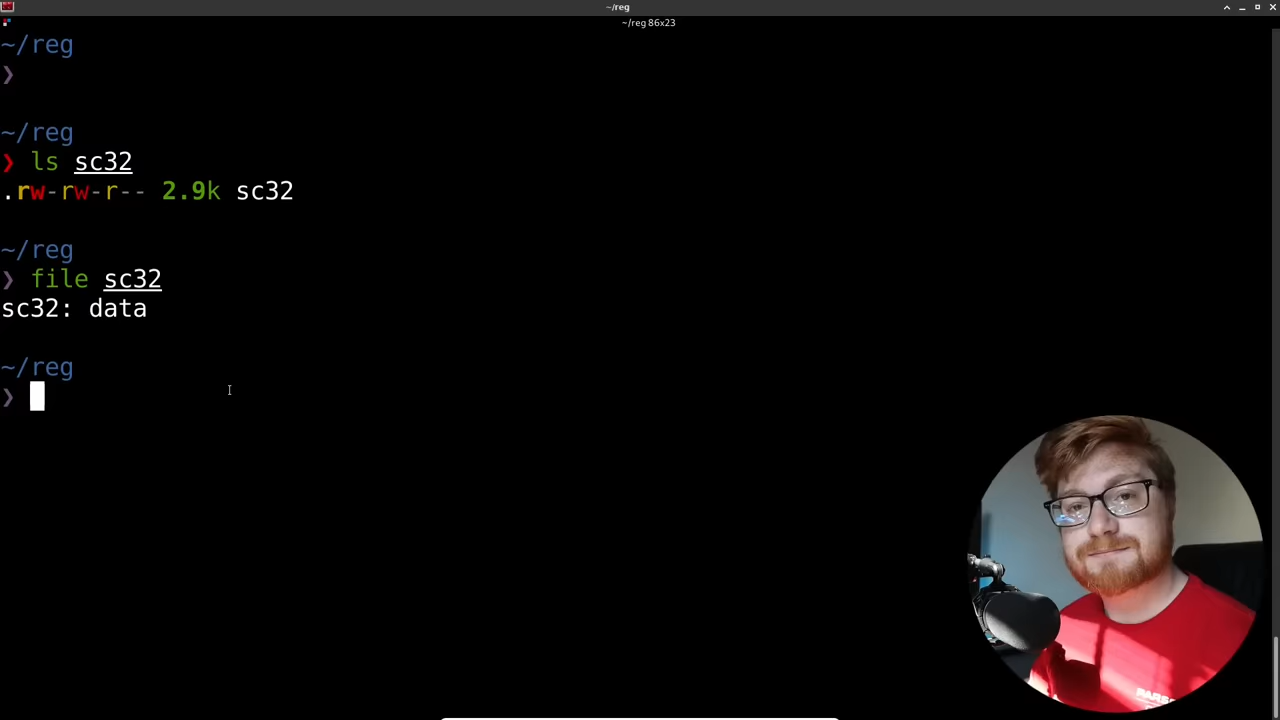 ~/reg
~/reg 86x23
~/reg
❯
~/reg
❯ ls sc32
.rw-rw-r-- 2.9k sc32
~/reg
❯ file sc32
sc32: data
~/reg
❯